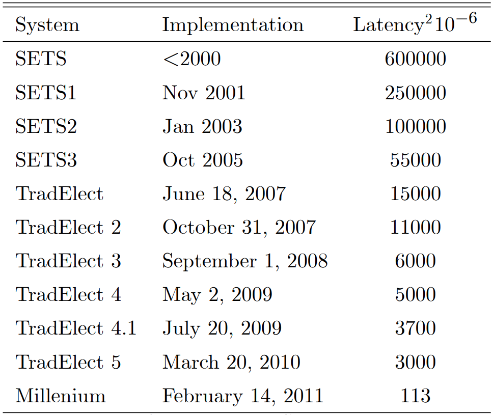 System Implementation Latency²10⁻⁶
SETS <2000 600000
SETS1 Nov 2001 250000
SETS2 Jan 2003 100000
SETS3 Oct 2005 55000
TradElect June 18, 2007 15000
TradElect 2 October 31, 2007 11000
TradElect 3 September 1, 2008 6000
TradElect 4 May 2, 2009 5000
TradElect 4.1 July 20, 2009 3700
TradElect 5 March 20, 2010 3000
Millenium February 14, 2011 113